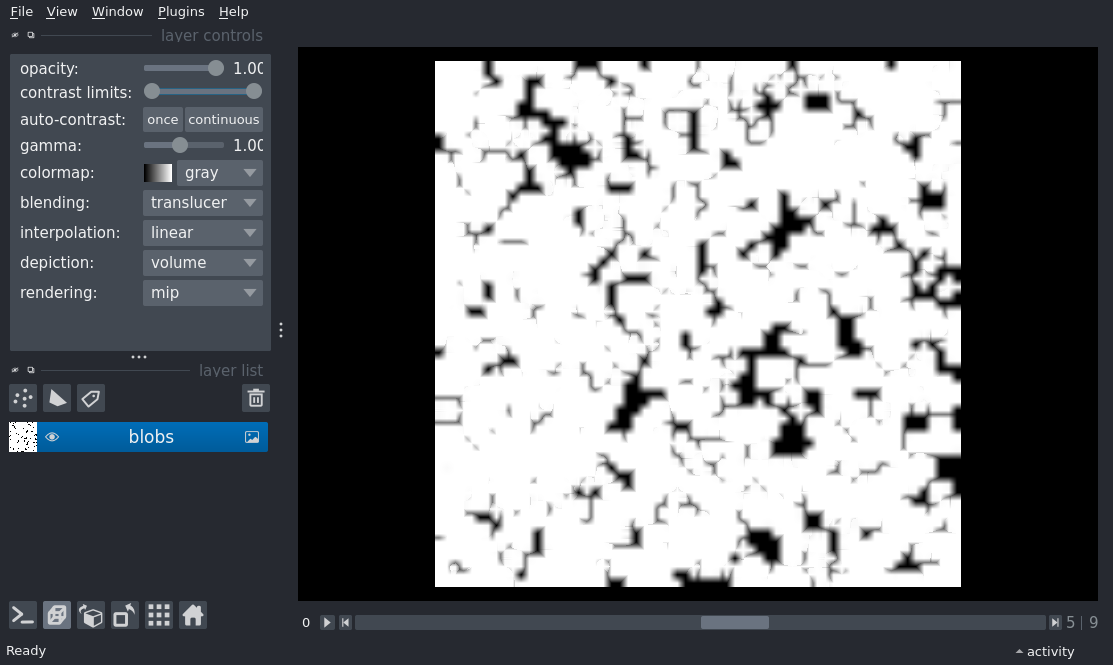 File View Window Plugins Help
layer controls
opacity: 1.00
contrast limits:
auto-contrast: once continuous
gamma: 1.00
colormap: gray
blending: translucer
interpolation: linear
depiction: volume
rendering: mip
layer list
blobs
0 5 | 9
Ready activity